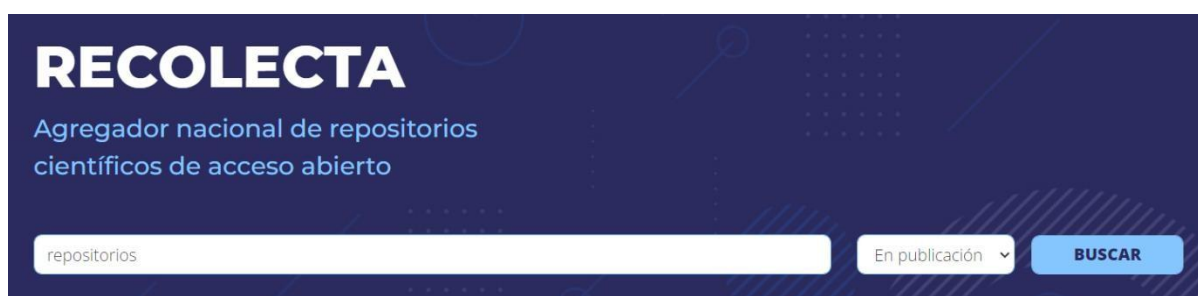 RECOLECTA
Agregador nacional de repositorios
científicos de acceso abierto
repositorios
En publicación
BUSCAR